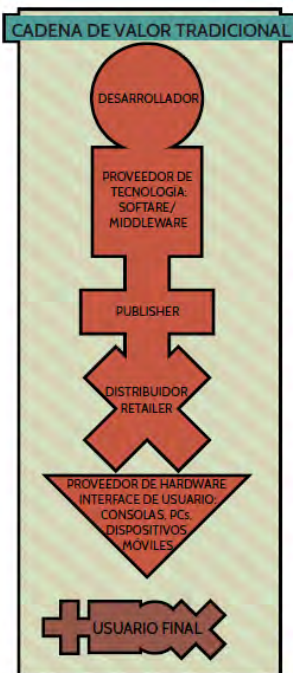 CADENA DE VALOR TRADICIONAL
DESARROLLADOR
PROVEEDOR DE
TECNOLOGIA:
SOFTARE/
MIDDLEWARE
PUBLISHER
DISTRIBUIDOR
RETAILER
PROVEEDOR DE HARDWARE
INTERFACE DE USUARIO:
CONSOLAS, PCs,
DISPOSITIVOS
MÓVILES
USUARIO FINAL